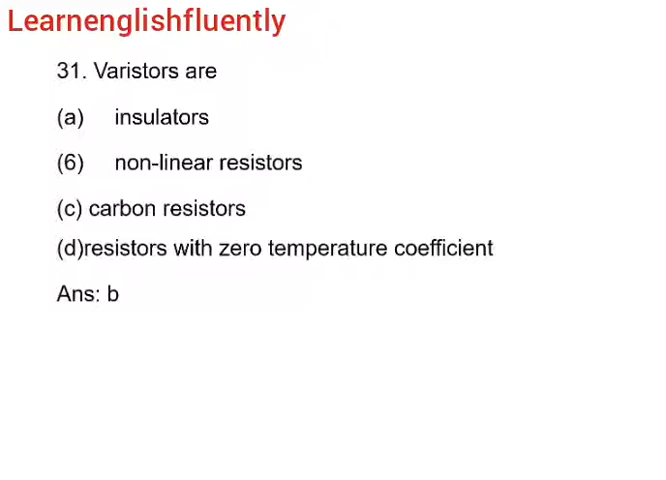 Learnenglishfluently
31. Varistors are
(a) insulators
(6) non-linear resistors
(c) carbon resistors
(d)resistors with zero temperature coefficient
Ans: b